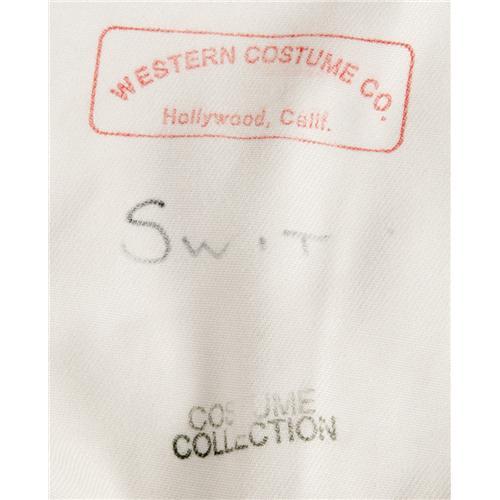 WESTERN COSTUME CO.
Hollywood, Calif.
COSTUME
COLLECTION